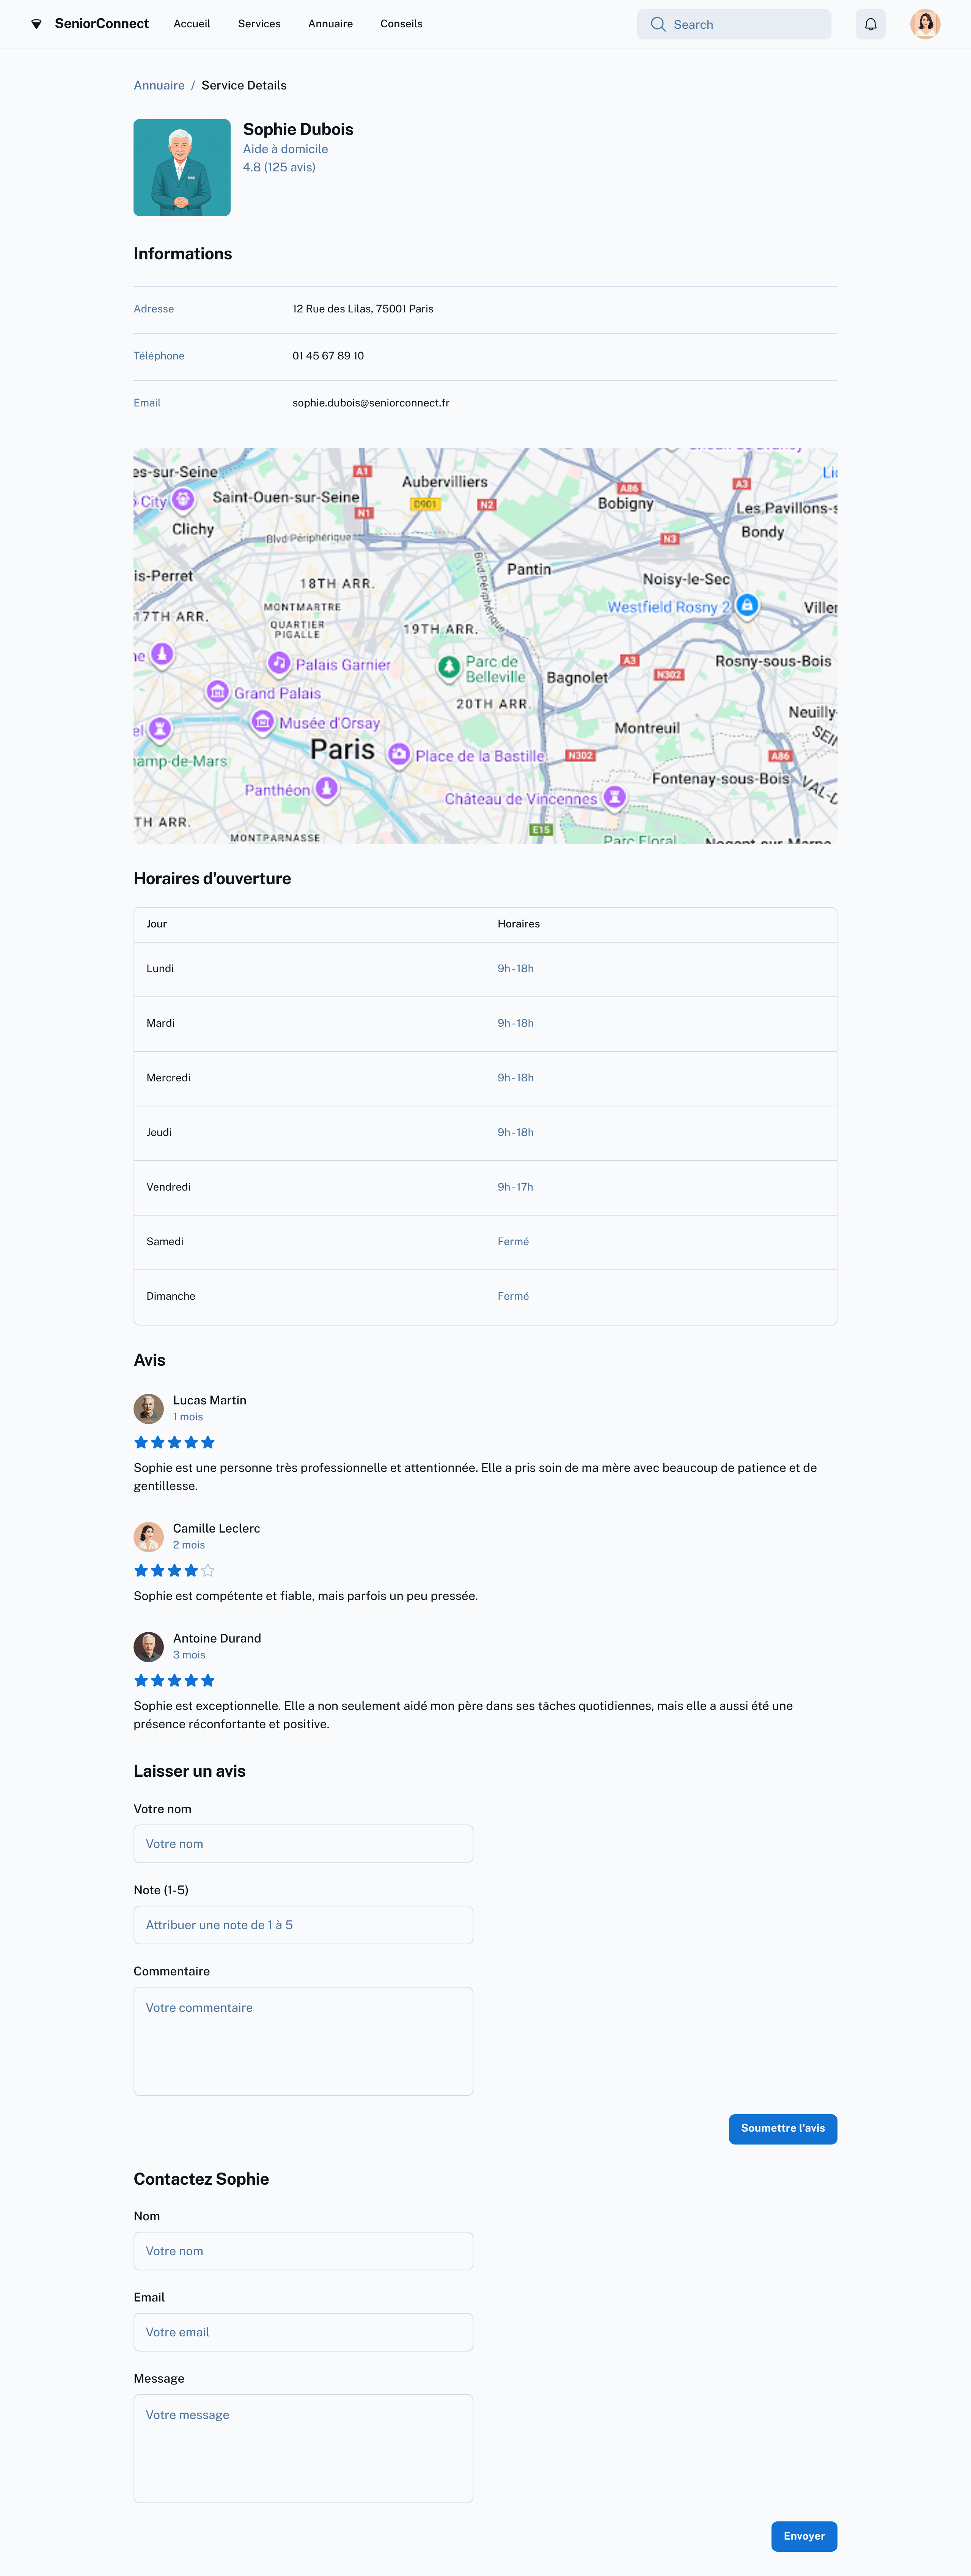 SeniorConnect
Accueil
Services
Annuaire
Conseils
Search
Annuaire / Service Details
Sophie Dubois
Aide à domicile
4.8 (125 avis)
Informations
Adresse 12 Rue des Lilas, 75001 Paris
Téléphone 01 45 67 89 10
Email sophie.dubois@seniorconnect.fr
es-sur-Seine
A1
Aubervilliers
A86
A3
City
Saint-Ouen-sur-Seine
D901
N2
Bobigny
Les Pavillons-s
Clichy
N1
Blvd Périphérique
N3
Bondy
is-Perret
18TH ARR.
Blvd Périphérique
Pantin
Noisy-le-Sec
MONTMARTRE
Westfield Rosny 2
Viller
17TH ARR.
QUARTIER
PIGALLE
19TH ARR.
Palais Garnier
Parc de
Belleville
A3
Rosny-sous-Bois
Grand Palais
Bagnolet
N302
20TH ARR.
Neuilly-
Musée d'Orsay
Montreuil
Paris
Place de la Bastille
N302
A86
hamp-de-Mars
Fontenay-sous-Bois
Panthéon
Château de Vincennes
VAL-D
TH ARR.
MONTPARNASSE
E15
Parc Floral
Nogent-sur-Marne
Horaires d'ouverture
Jour Horaires
Lundi 9h - 18h
Mardi 9h - 18h
Mercredi 9h - 18h
Jeudi 9h - 18h
Vendredi 9h - 17h
Samedi Fermé
Dimanche Fermé
Avis
Lucas Martin
1 mois
Sophie est une personne très professionnelle et attentionnée. Elle a pris soin de ma mère avec beaucoup de patience et de
gentillesse.
Camille Leclerc
2 mois
Sophie est compétente et fiable, mais parfois un peu pressée.
Antoine Durand
3 mois
Sophie est exceptionnelle. Elle a non seulement aidé mon père dans ses tâches quotidiennes, mais elle a aussi été une
présence réconfortante et positive.
Laisser un avis
Votre nom
Votre nom
Note (1-5)
Attribuer une note de 1 à 5
Commentaire
Votre commentaire
Soumettre l'avis
Contactez Sophie
Nom
Votre nom
Email
Votre email
Message
Votre message
Envoyer